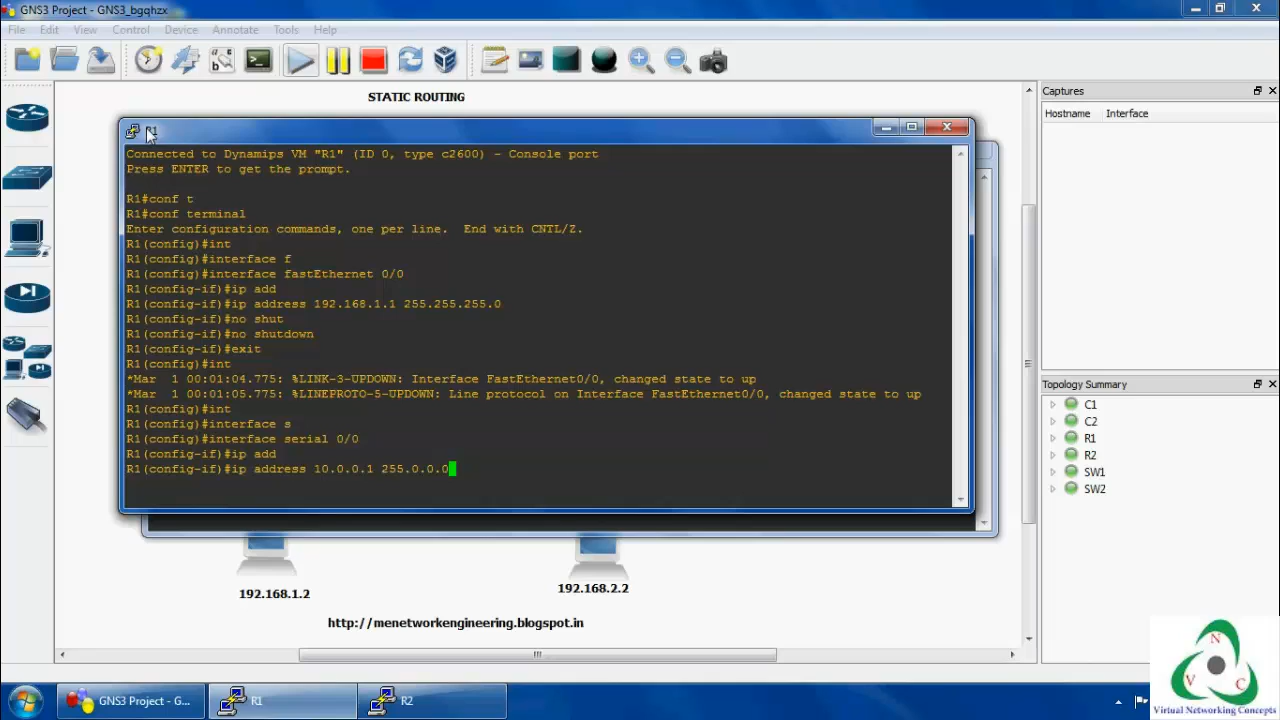 GNS3 Project - GNS3_bgqhzx
File Edit View Control Device Annotate Tools Help
STATIC ROUTING
Connected to Dynamips VM "R1" (ID 0, type c2600) - Console port
Press ENTER to get the prompt.
R1#conf t
R1#conf terminal
Enter configuration commands, one per line.  End with CNTL/Z.
R1(config)#int
R1(config)#interface f
R1(config)#interface fastEthernet 0/0
R1(config-if)#ip add
R1(config-if)#ip address 192.168.1.1 255.255.255.0
R1(config-if)#no shut
R1(config-if)#no shutdown
R1(config-if)#exit
R1(config)#int
*Mar  1 00:01:04.775: %LINK-3-UPDOWN: Interface FastEthernet0/0, changed state to up
*Mar  1 00:01:05.775: %LINEPROTO-5-UPDOWN: Line protocol on Interface FastEthernet0/0, changed state to up
R1(config)#int
R1(config)#interface s
R1(config)#interface serial 0/0
R1(config-if)#ip add
R1(config-if)#ip address 10.0.0.1 255.0.0.0
192.168.1.2
192.168.2.2
http://menetworkengineering.blogspot.in
Captures
Hostname Interface
Topology Summary
C1
C2
R1
R2
SW1
SW2
GNS3 Project - G...
R1
R2
N
V C
Virtual Networking Concepts